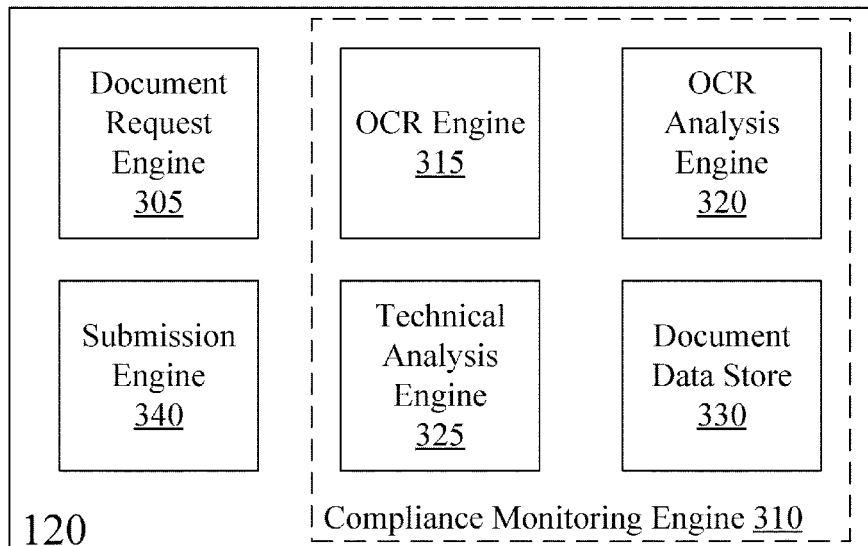 Document
Request
Engine
305
OCR Engine
315
OCR
Analysis
Engine
320
Submission
Engine
340
Technical
Analysis
Engine
325
Document
Data Store
330
120
Compliance Monitoring Engine 310